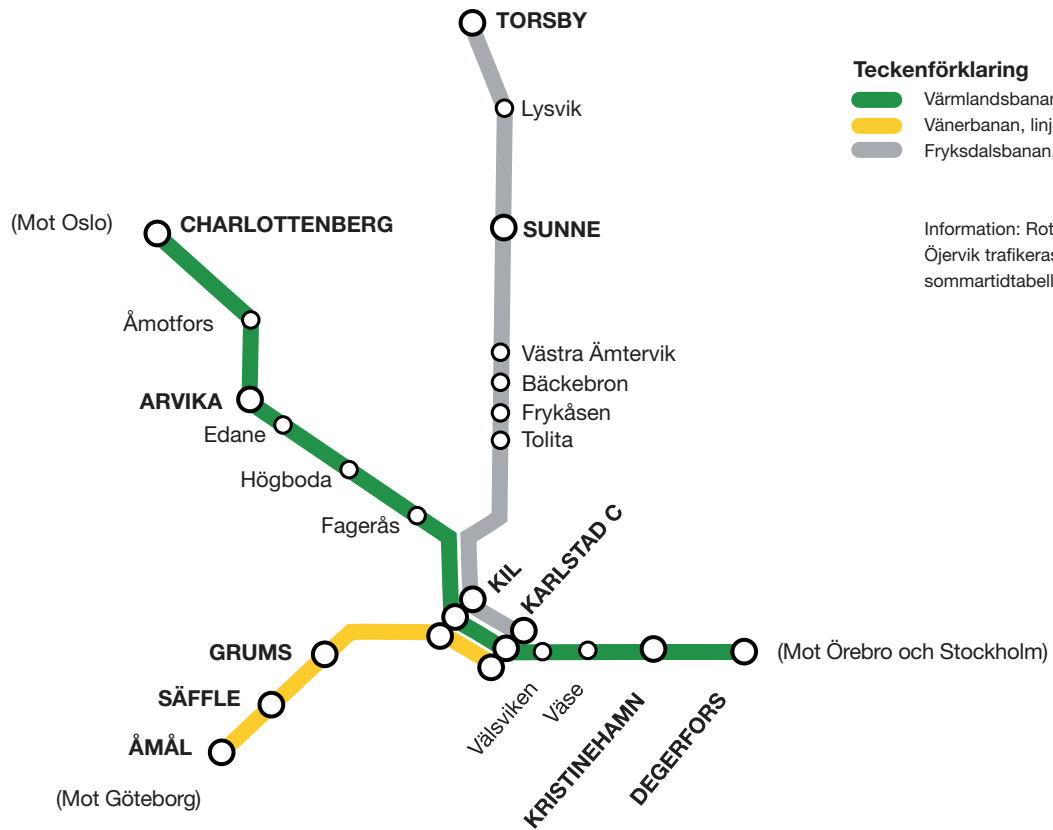 TORSBY
Teckenförklaring
Värmlandsbanan
Lysvik
Vänerbanan, linj
Fryksdalsbanan,
(Mot Oslo)
CHARLOTTENBERG
SUNNE
Information: Rot
Öjervik trafikeras
sommartidtabell
Åmotfors
Västra Ämtervik
Bäckebron
ARVIKA
Frykåsen
Edane
Tolita
Högboda
Fagerås
KIL
KARLSTAD C
GRUMS
(Mot Örebro och Stockholm)
SÄFFLE
Välsviken
Väse
KRISTINEHAMN
DEGERFORS
ÅMÅL
(Mot Göteborg)